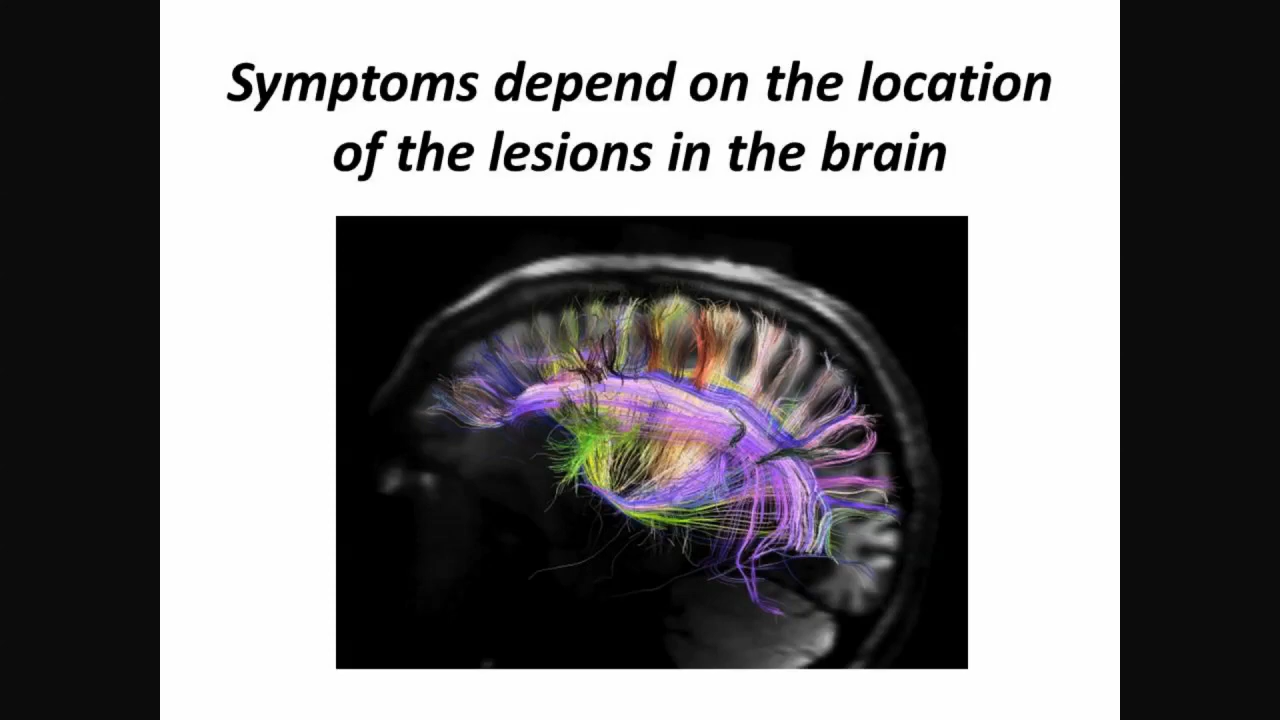 Symptoms depend on the location
of the lesions in the brain